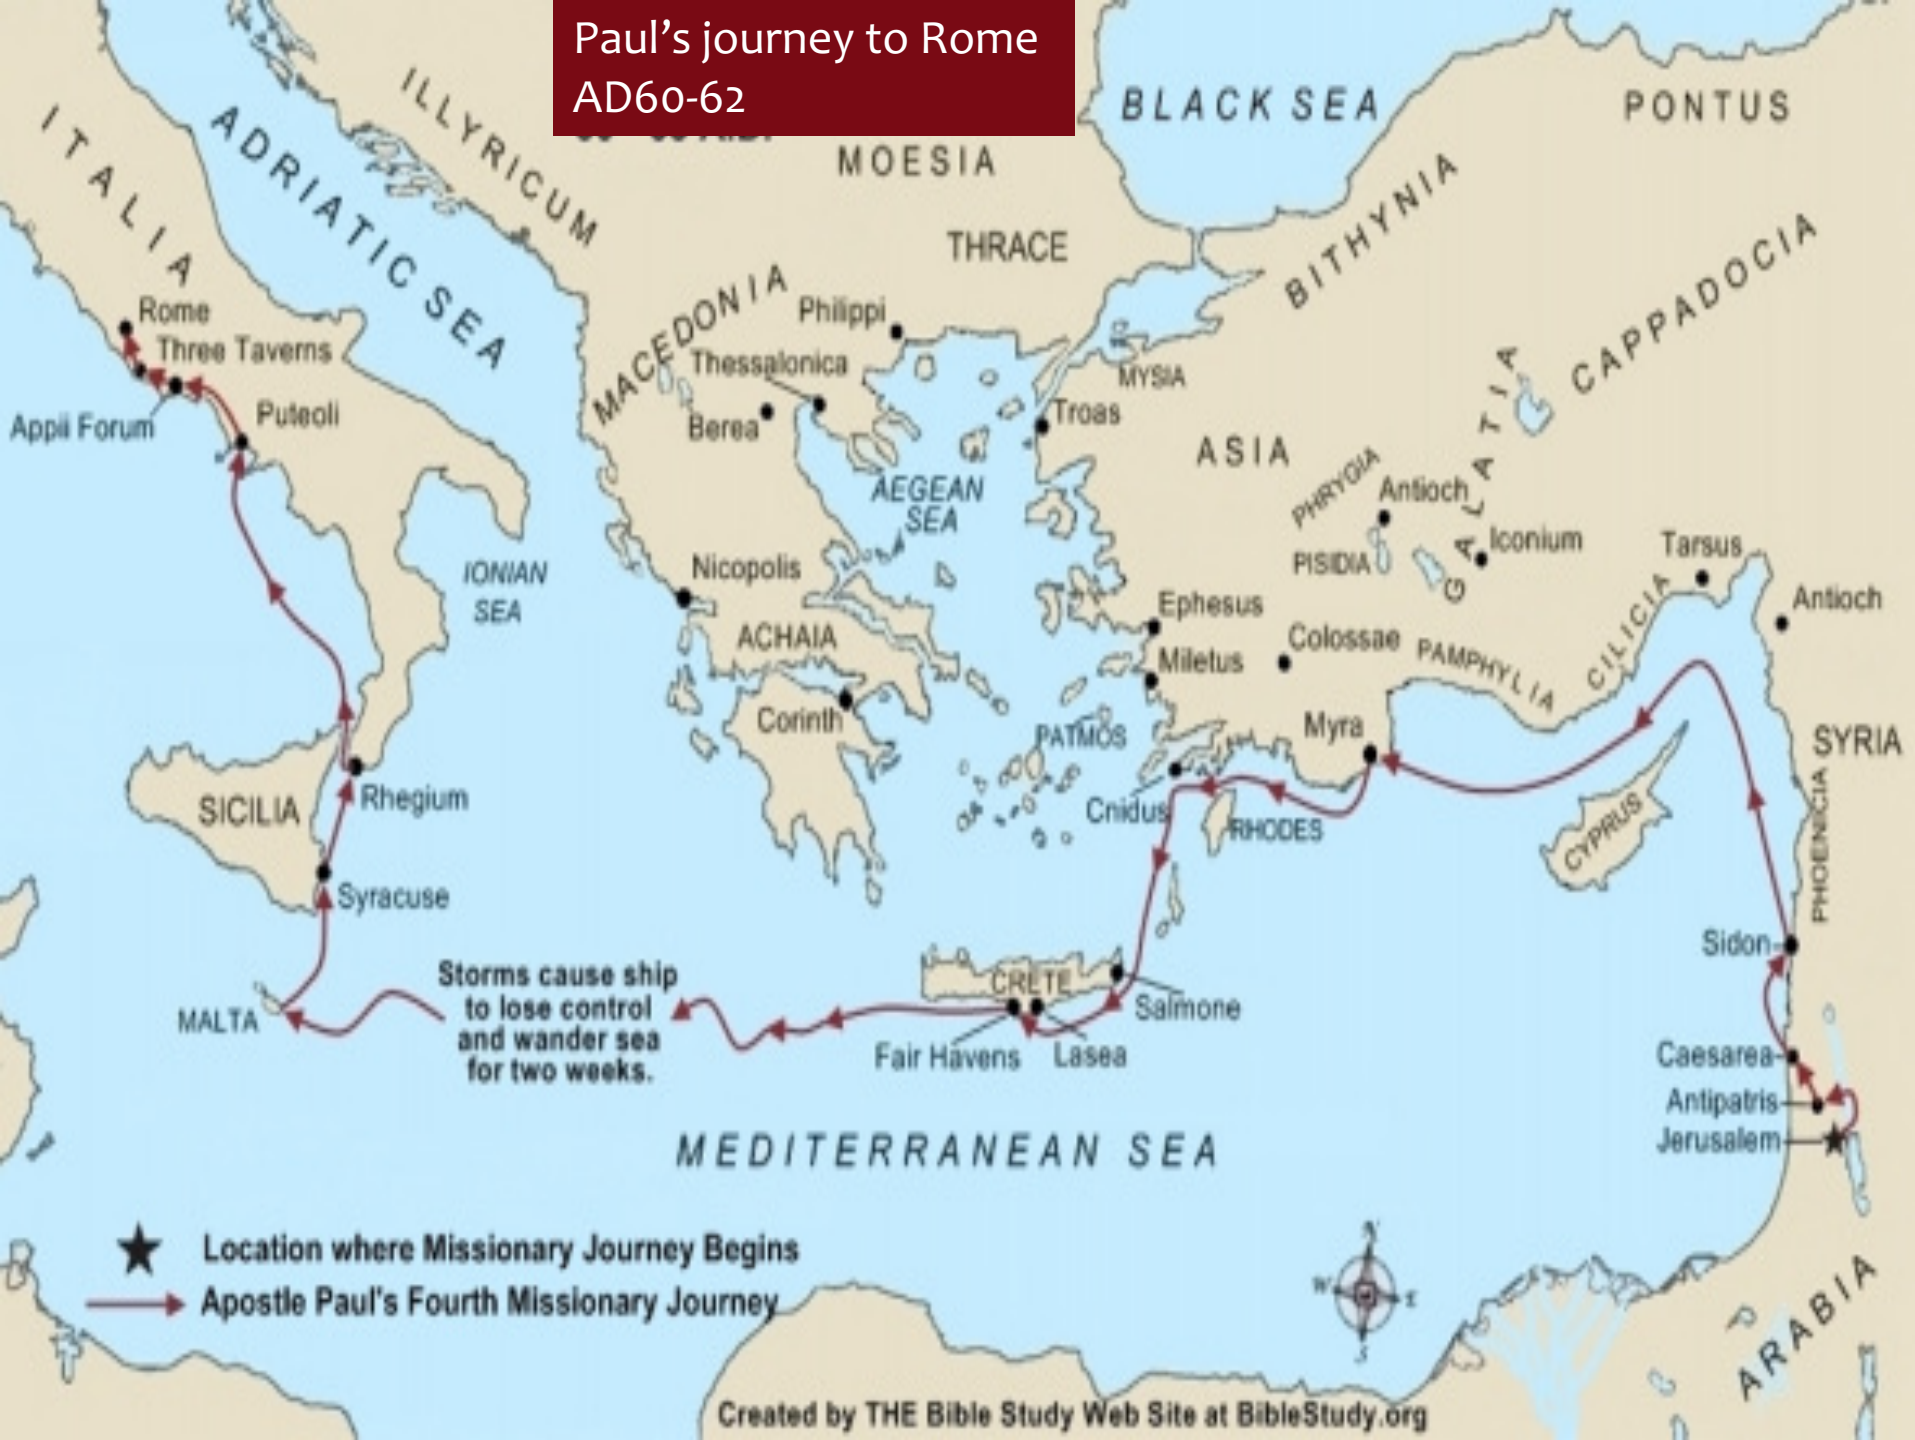 Paul's journey to Rome
AD60-62
ILLYRICUM
BLACK SEA
PONTUS
ITALIA
ADRIATIC SEA
MOESIA
THRACE
BITHYNIA
CAPPADOCIA
MACEDONIA
Philippi
Rome
Three Taverns
Thessalonica
MYSIA
GALATIA
Appii Forum
Puteoli
Berea
Troas
ASIA
PHRYGIA
Antioch
AEGEAN
SEA
PISIDIA
Iconium
Tarsus
IONIAN
SEA
Nicopolis
Ephesus
CILICIA
Antioch
ACHAIA
Colossae
PAMPHYLIA
Miletus
Corinth
PATMOS
Myra
SYRIA
SICILIA
Rhegium
Cnidus
RHODES
CYPRUS
PHOENICIA
Syracuse
Sidon
Storms cause ship
to lose control
and wander sea
for two weeks.
CRETE
Salmone
MALTA
Fair Havens
Lasea
Caesarea
Antipatris
Jerusalem
MEDITERRANEAN SEA
Location where Missionary Journey Begins
Apostle Paul's Fourth Missionary Journey
N
W
E
S
ARABIA
Created by THE Bible Study Web Site at BibleStudy.org